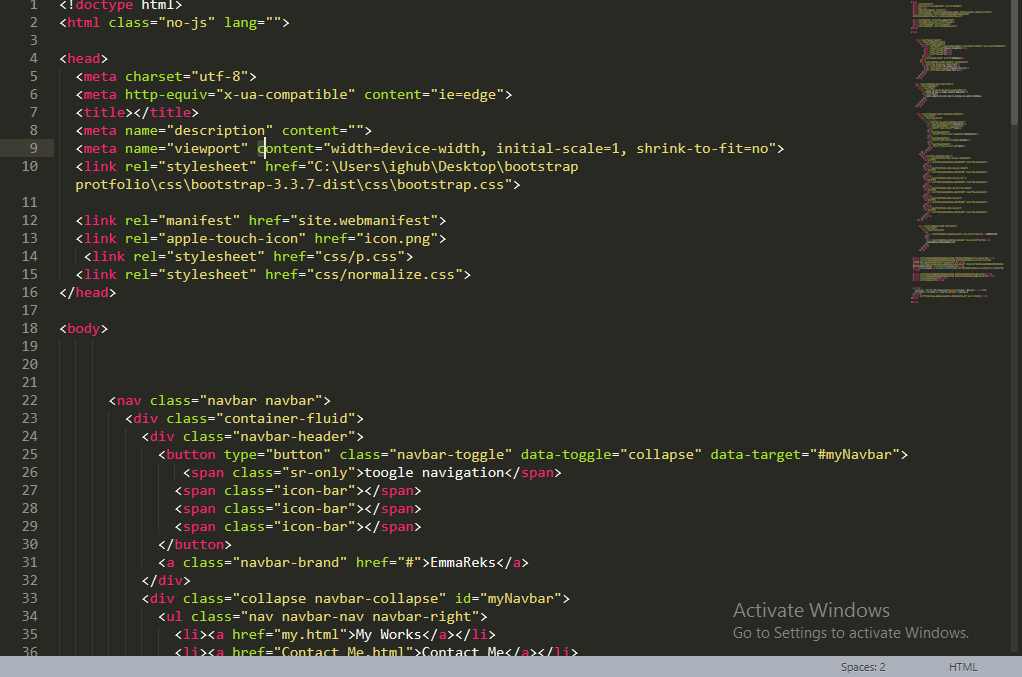 1 <!doctype html>
2 <html class="no-js" lang="">
3
4 <head>
5 <meta charset="utf-8">
6 <meta http-equiv="x-ua-compatible" content="ie=edge">
7 <title></title>
8 <meta name="description" content="">
9 <meta name="viewport" content="width=device-width, initial-scale=1, shrink-to-fit=no">
10 <link rel="stylesheet" href="C:\Users\ighub\Desktop\bootstrap
protfolio\css\bootstrap-3.3.7-dist\css\bootstrap.css">
11
12 <link rel="manifest" href="site.webmanifest">
13 <link rel="apple-touch-icon" href="icon.png">
14 <link rel="stylesheet" href="css/p.css">
15 <link rel="stylesheet" href="css/normalize.css">
16 </head>
17
18 <body>
19
20
21
22 <nav class="navbar navbar">
23 <div class="container-fluid">
24 <div class="navbar-header">
25 <button type="button" class="navbar-toggle" data-toggle="collapse" data-target="#myNavbar">
26 <span class="sr-only">toogle navigation</span>
27 <span class="icon-bar"></span>
28 <span class="icon-bar"></span>
29 <span class="icon-bar"></span>
30 </button>
31 <a class="navbar-brand" href="#">EmmaReks</a>
32 </div>
33 <div class="collapse navbar-collapse" id="myNavbar">
34 <ul class="nav navbar-nav navbar-right">
35 <li><a href="my.html">My Works</a></li>
36 <li><a href="Contact Me.html">Contact Me</a></li>
Activate Windows
Go to Settings to activate Windows.
Spaces: 2 HTML